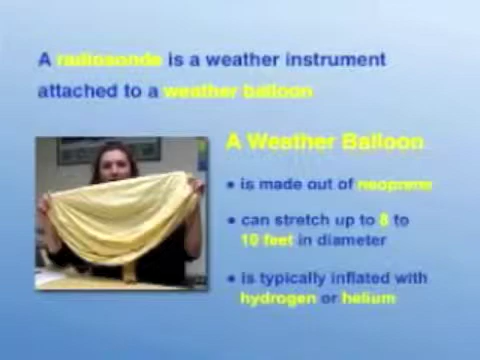 A radiosonde is a weather instrument
attached to a weather balloon
A Weather Balloon
• is made out of neoprene
• can stretch up to 8 to
10 feet in diameter
• is typically inflated with
hydrogen or helium